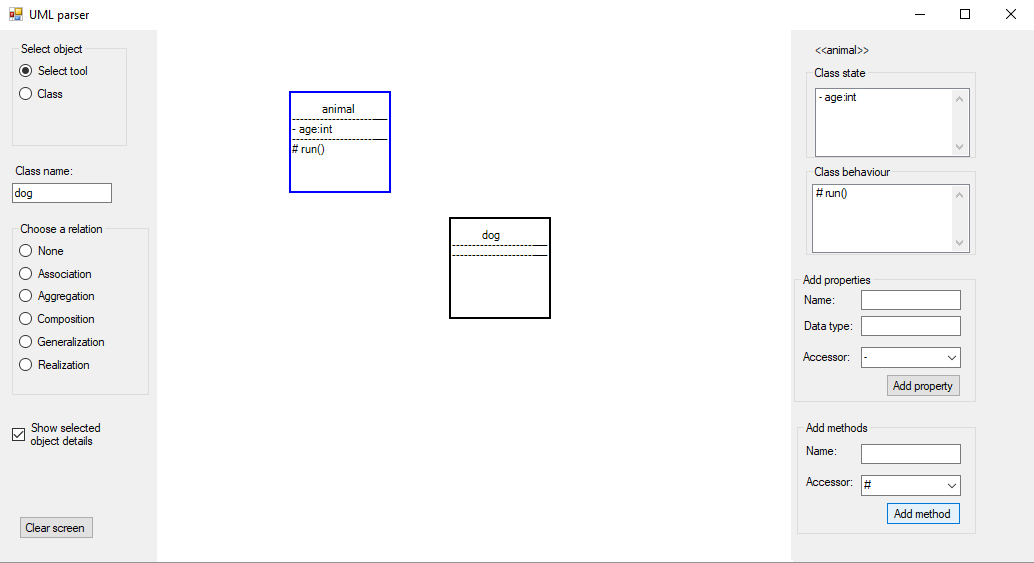 UML parser
Select object
Select tool
Class
Class name:
dog
Choose a relation
None
Association
Aggregation
Composition
Generalization
Realization
Show selected
object details
Clear screen
animal
- age:int
# run()
dog
<<animal>>
Class state
- age:int
Class behaviour
# run()
Add properties
Name:
Data type:
Accessor: -
Add property
Add methods
Name:
Accessor: #
Add method